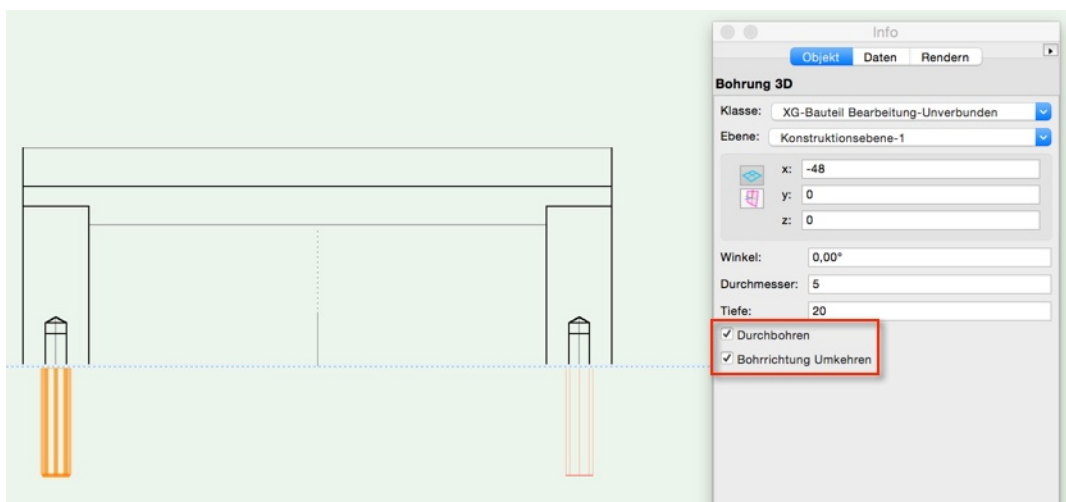 Info
Objekt Daten Rendern
Bohrung 3D
Klasse: XG-Bauteil Bearbeitung-Unverbunden
Ebene: Konstruktionsebene-1
x: -48
y: 0
z: 0
Winkel: 0,00°
Durchmesser: 5
Tiefe: 20
Durchbohren
Bohrrichtung Umkehren